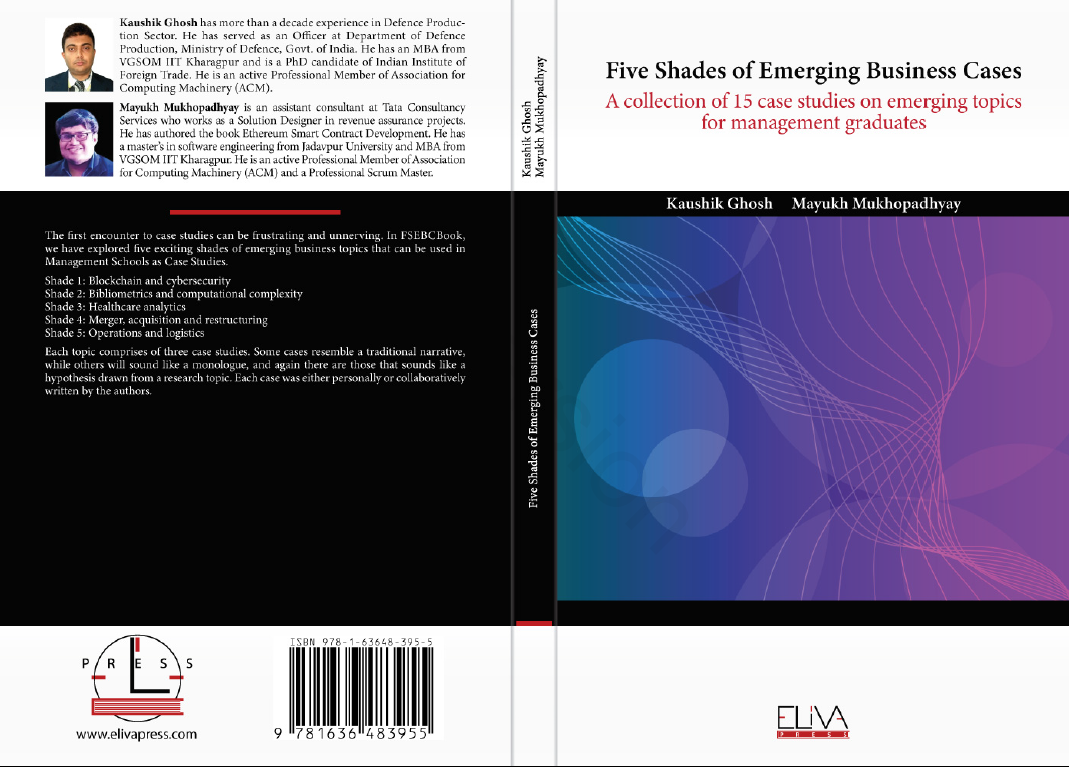 Kaushik Ghosh has more than a decade experience in Defence Produc-
tion Sector. He has served as an Officer at Department of Defence
Production, Ministry of Defence, Govt. of India. He has an MBA from
VGSOM IIT Kharagpur and is a PhD candidate of Indian Institute of
Foreign Trade. He is an active Professional Member of Association for
Computing Machinery (ACM).
Mayukh Mukhopadhyay is an assistant consultant at Tata Consultancy
Services who works as a Solution Designer in revenue assurance projects.
He has authored the book Ethereum Smart Contract Development. He has
a master's in software engineering from Jadavpur University and MBA from
VGSOM IIT Kharagpur. He is an active Professional Member of Association
for Computing Machinery (ACM) and a Professional Scrum Master.
The first encounter to case studies can be frustrating and unnerving. In FSEBCBook,
we have explored five exciting shades of emerging business topics that can be used in
Management Schools as Case Studies.
Shade 1: Blockchain and cybersecurity
Shade 2: Bibliometrics and computational complexity
Shade 3: Healthcare analytics
Shade 4: Merger, acquisition and restructuring
Shade 5: Operations and logistics
Each topic comprises of three case studies. Some cases resemble a traditional narrative,
while others will sound like a monologue, and again there are those that sounds like a
hypothesis drawn from a research topic. Each case was either personally or collaboratively
written by the authors.
PRESS
www.elivapress.com
ISBN 978-1-63648-395-5
9 781636 483955
Kaushik Ghosh
Mayukh Mukhopadhyay
Five Shades of Emerging Business Cases
Five Shades of Emerging Business Cases
A collection of 15 case studies on emerging topics
for management graduates
Kaushik Ghosh Mayukh Mukhopadhyay
ELiVA
PRESS